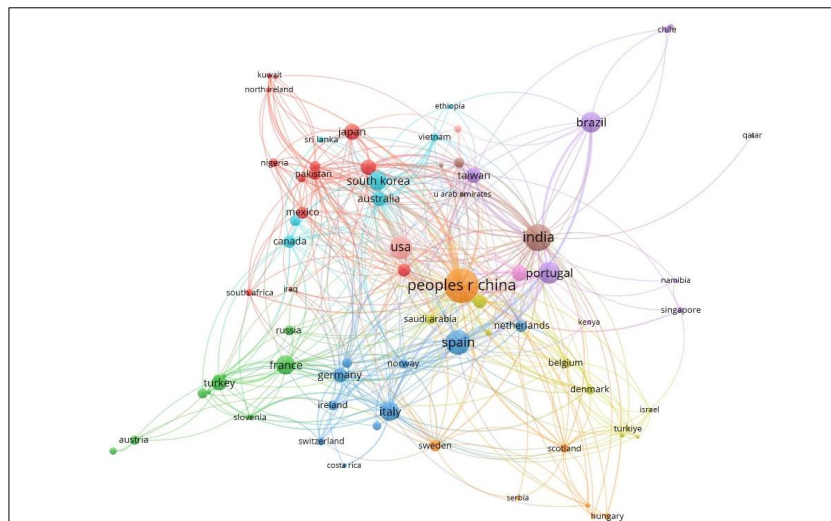 chile
kuwait
north ireland
ethiopia
brazil
japan
vietnam
qatar
sri lanka
nigeria
pakistan
south korea
taiwan
u arab emirates
australia
mexico
canada
usa
india
portugal
peoples r china
namibia
south africa
iraq
saudi arabia
singapore
russia
netherlands
kenya
spain
france
norway
belgium
germany
turkey
denmark
ireland
italy
israel
slovenia
turkiye
austria
switzerland
sweden
scotland
costa rica
serbia
hungary